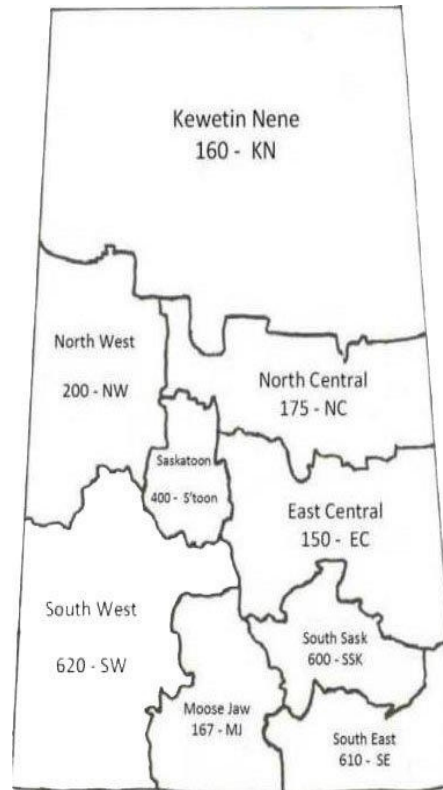 Kewetin Nene
160 - KN
North West
200 - NW
North Central
175 - NC
Saskatoon
400 - S'toon
East Central
150 - EC
South West
620 - SW
South Sask
600 - SSK
Moose Jaw
167 - MJ
South East
610 - SE